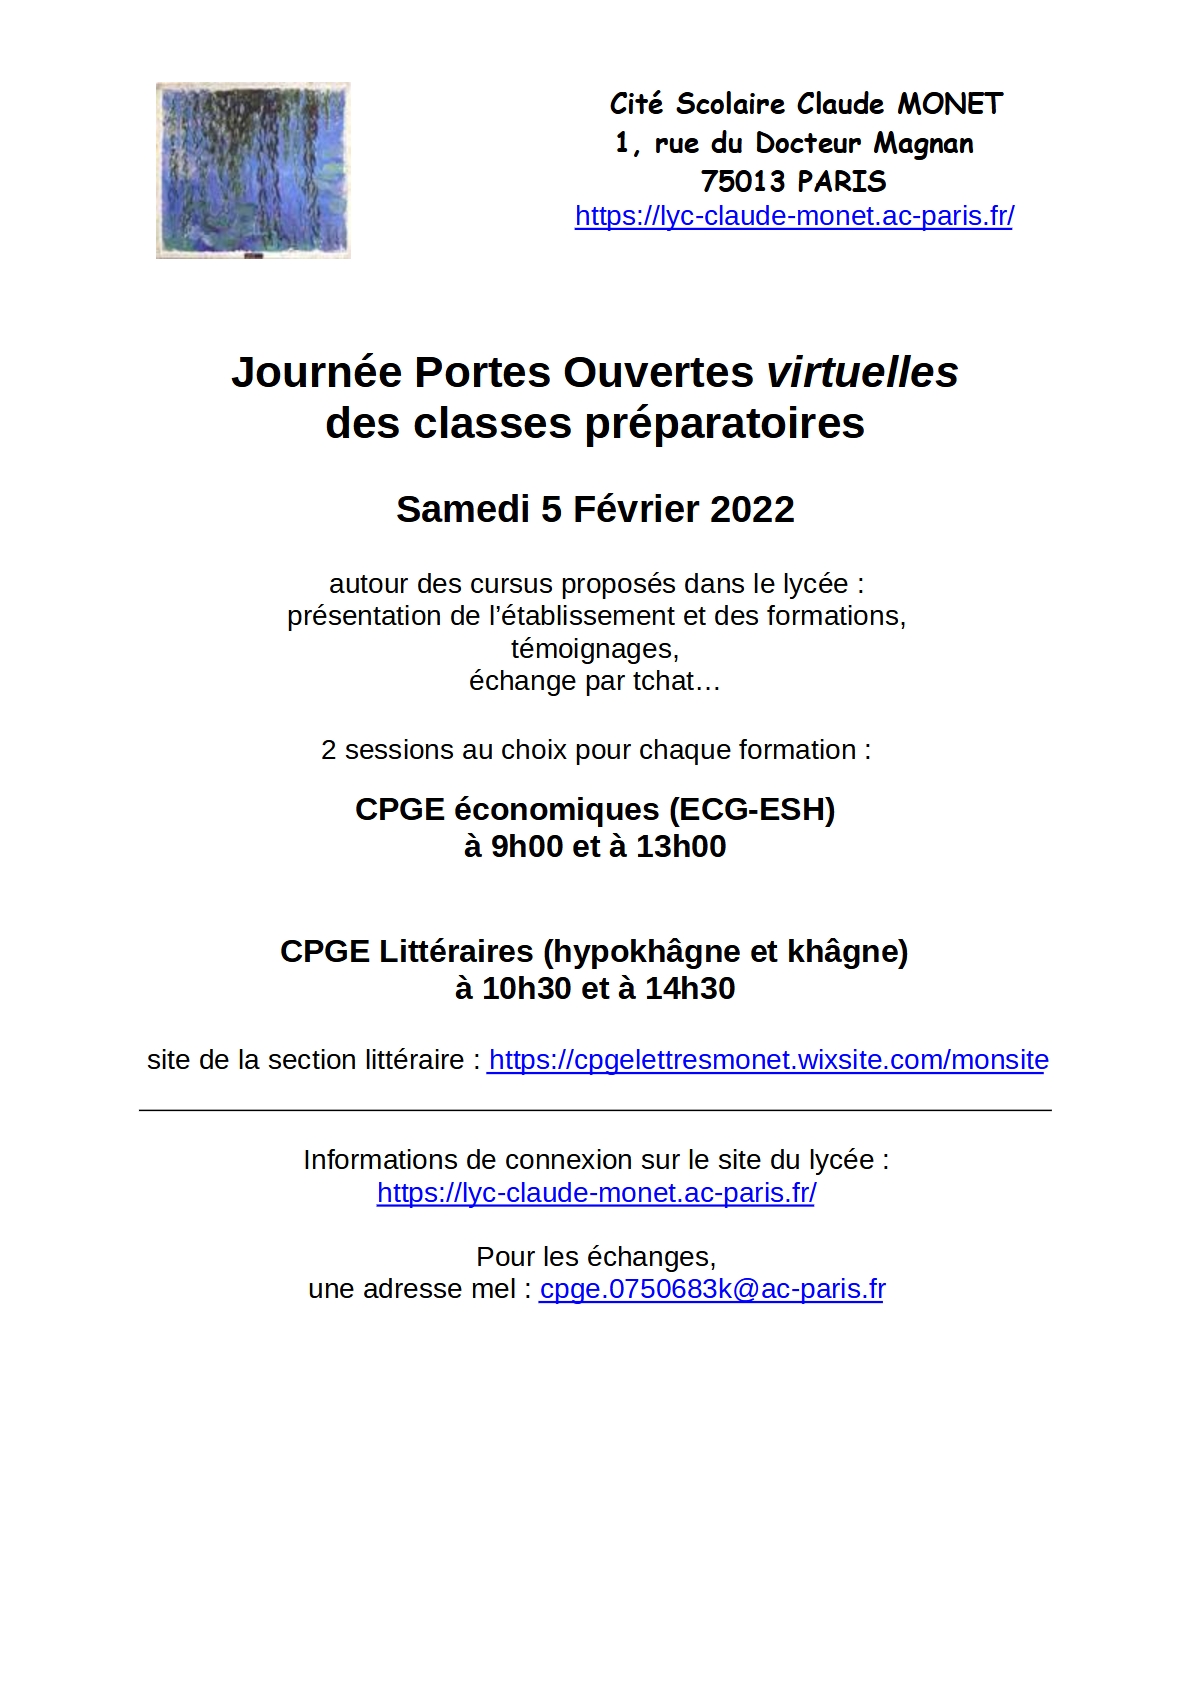 Cité Scolaire Claude MONET
1, rue du Docteur Magnan
75013 PARIS
https://lyc-claude-monet.ac-paris.fr/
Journée Portes Ouvertes virtuelles
des classes préparatoires
Samedi 5 Février 2022
autour des cursus proposés dans le lycée :
présentation de l’établissement et des formations,
témoignages,
échange par tchat…
2 sessions au choix pour chaque formation :
CPGE économiques (ECG-ESH)
à 9h00 et à 13h00
CPGE Littéraires (hypokhâgne et khâgne)
à 10h30 et à 14h30
site de la section littéraire : https://cpgelettresmonet.wixsite.com/monsite
Informations de connexion sur le site du lycée :
https://lyc-claude-monet.ac-paris.fr/
Pour les échanges,
une adresse mel : cpge.0750683k@ac-paris.fr